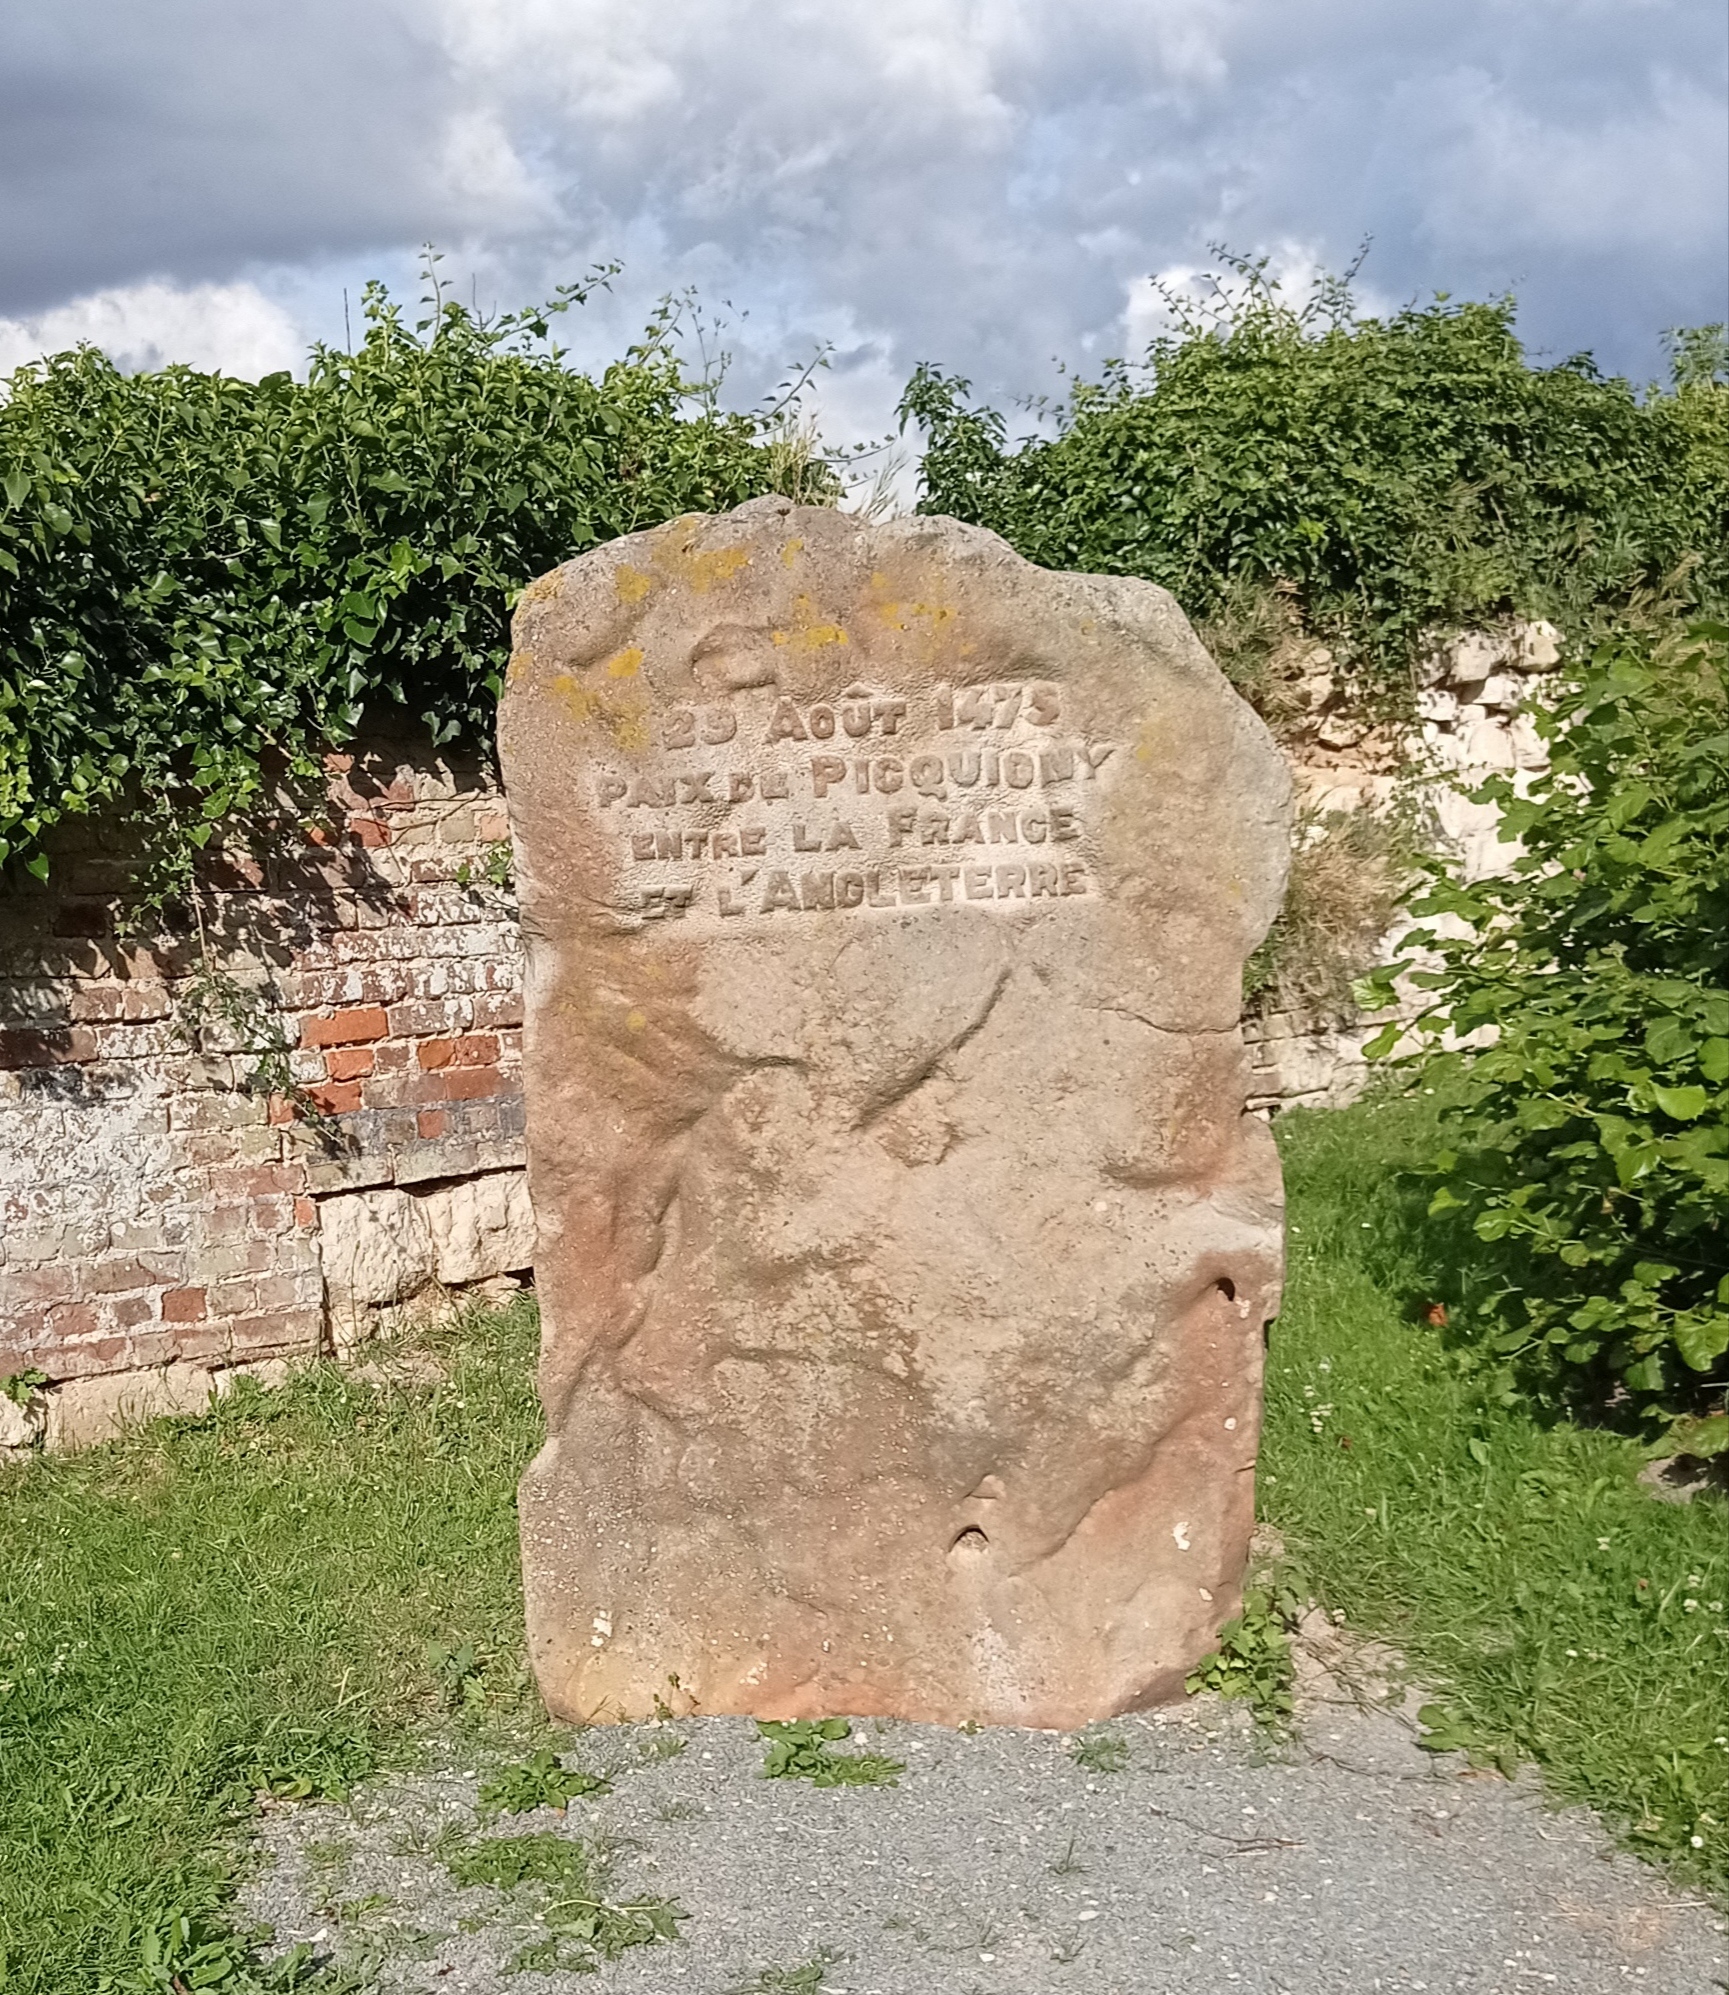 29 Août 1475
PAIX DE PICQUIGNY
ENTRE LA FRANCE
ET L'ANGLETERRE